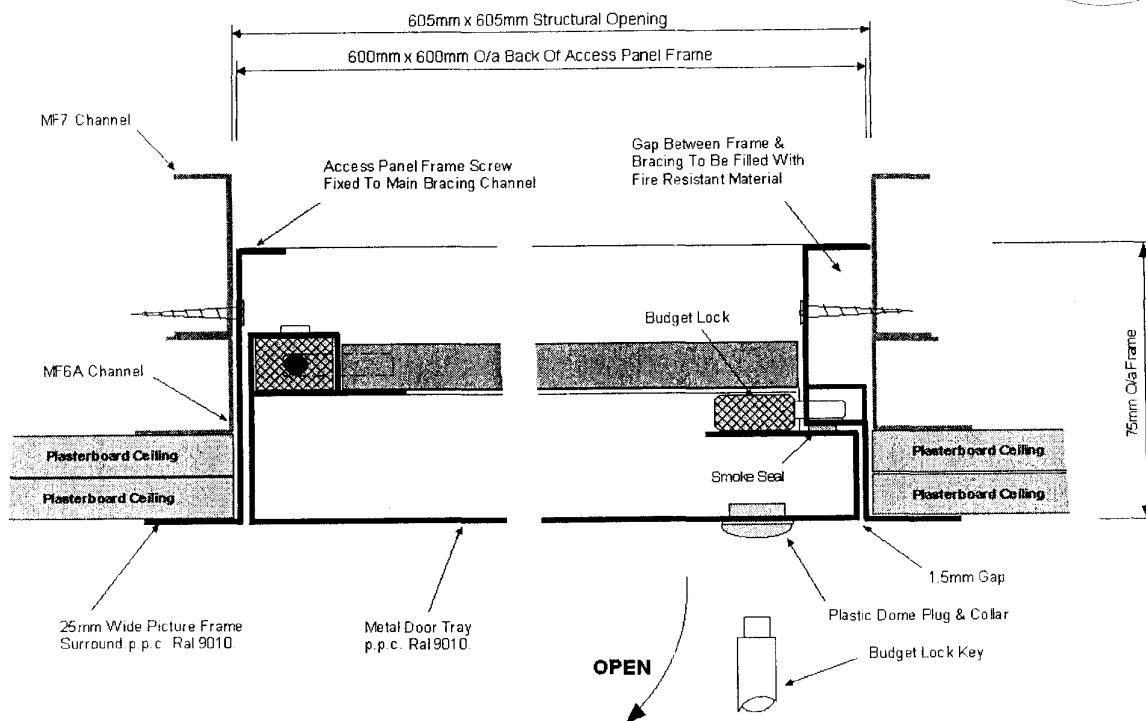 605mm x 605mm Structural Opening
600mm x 600mm O/a Back Of Access Panel Frame
MF7 Channel
Access Panel Frame Screw
Fixed To Main Bracing Channel
Gap Between Frame &
Bracing To Be Filled With
Fire Resistant Material
Budget Lock
MF6A Channel
75mm O/a Frame
Plasterboard Ceiling
Plasterboard Ceiling
Plasterboard Ceiling
Plasterboard Ceiling
Smoke Seal
1.5mm Gap
25mm Wide Picture Frame
Surround p.p.c. Ral 9010.
Metal Door Tray
p.p.c. Ral 9010.
Plastic Dome Plug & Collar
OPEN
Budget Lock Key